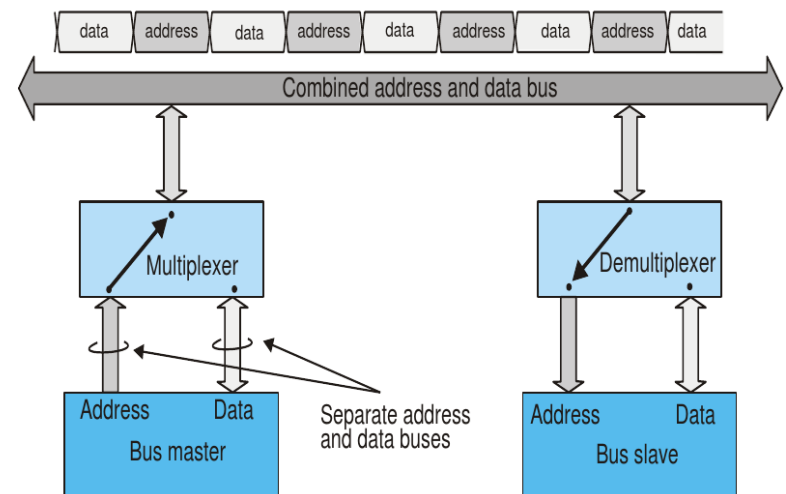 data address data address data address data address data
Combined address and data bus
Multiplexer
Demultiplexer
Address Data
Bus master
Separate address
and data buses
Address Data
Bus slave